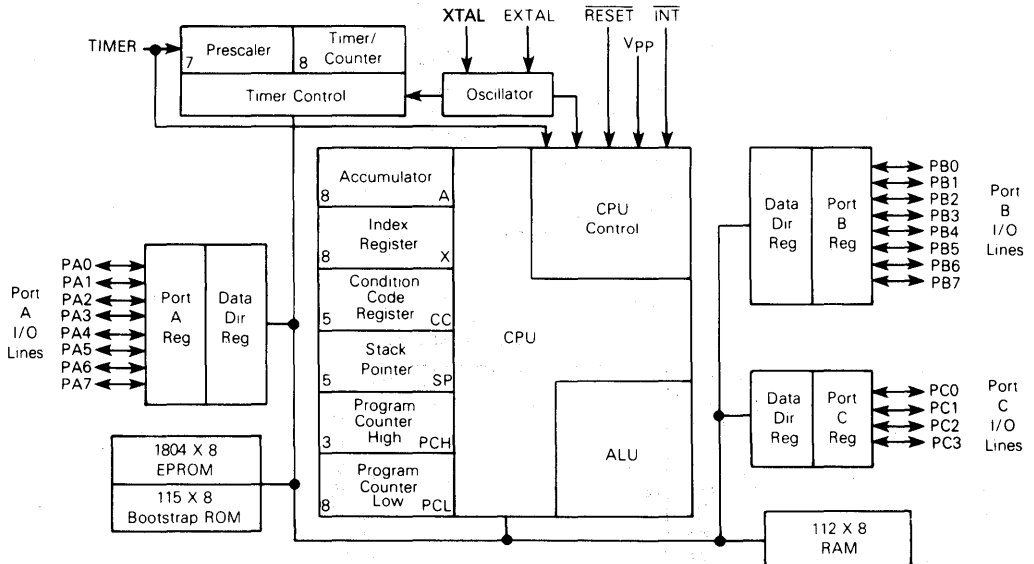 XTAL EXTAL RESET INT
VPP
TIMER
Prescaler
7
Timer/
Counter
8
Timer Control
Oscillator
Accumulator
8 A
Index
Register
8 X
Condition
Code
Register
5 CC
Stack
Pointer
5 SP
Program
Counter
High
3 PCH
Program
Counter
Low
8 PCL
CPU
Control
CPU
ALU
Port
A
I/O
Lines
PA0
PA1
PA2
PA3
PA4
PA5
PA6
PA7
Port
A
Reg
Data
Dir
Reg
1804 X 8
EPROM
115 X 8
Bootstrap ROM
Data
Dir
Reg
Port
B
Reg
PB0
PB1
PB2
PB3
PB4
PB5
PB6
PB7
Port
B
I/O
Lines
Data
Dir
Reg
Port
C
Reg
PC0
PC1
PC2
PC3
Port
C
I/O
Lines
112 X 8
RAM